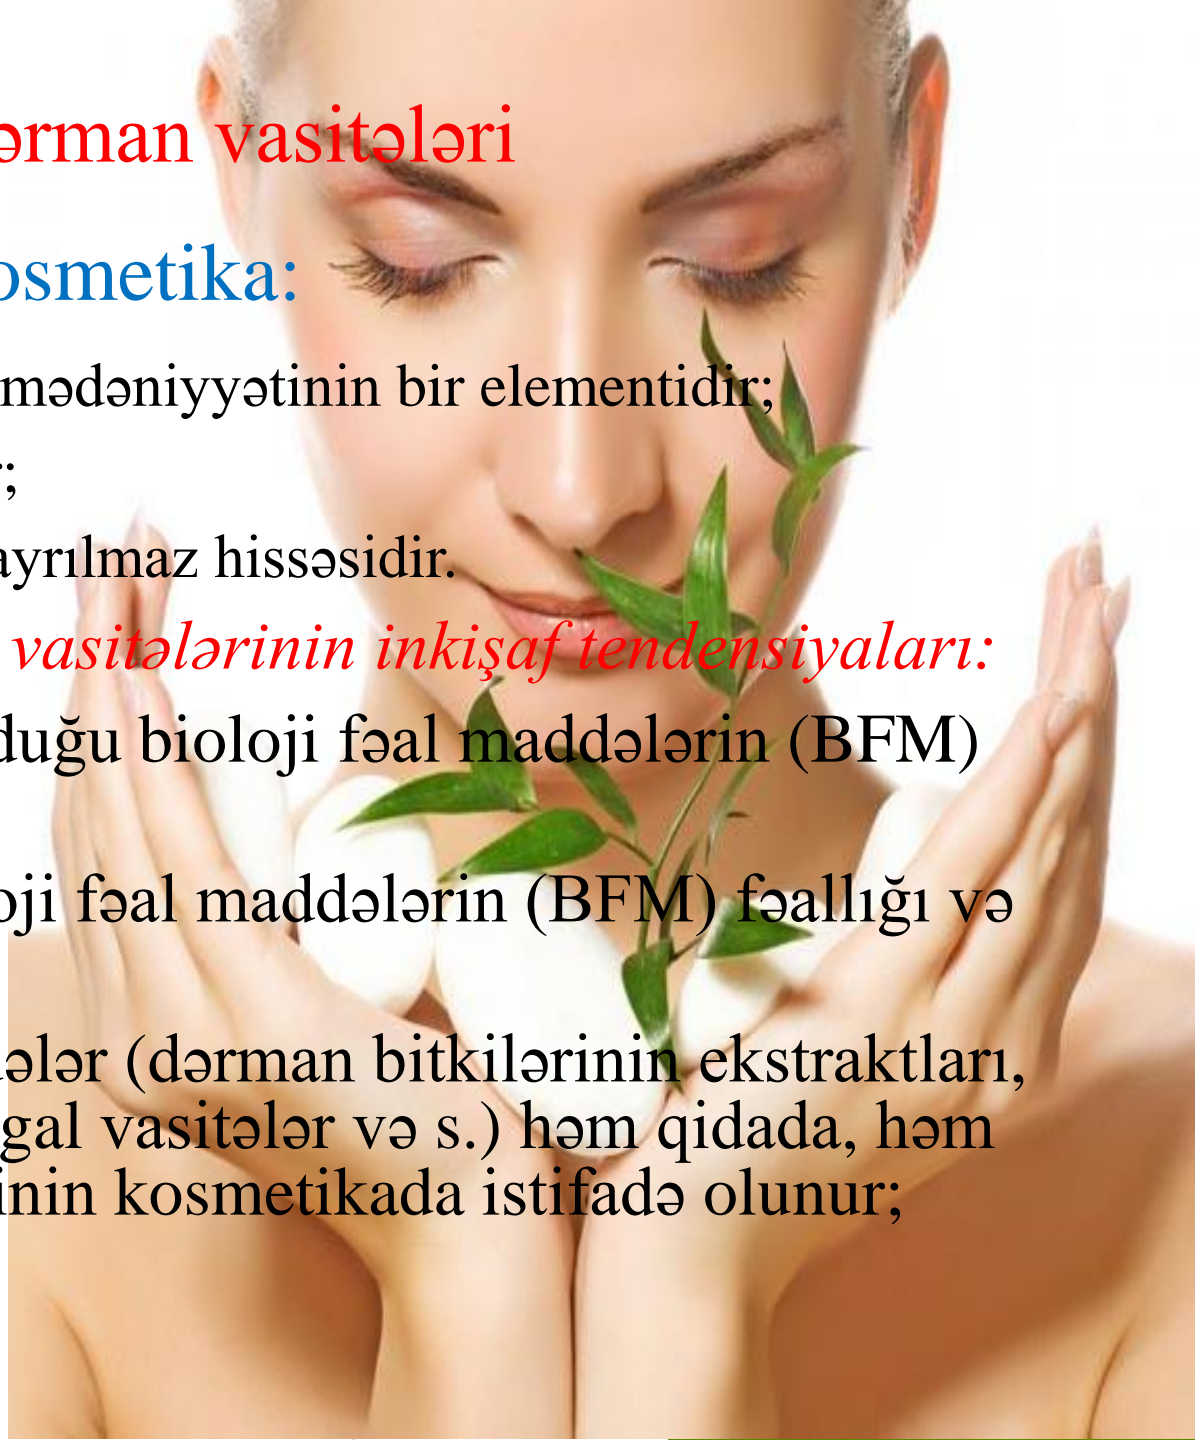 ərman vasitələri
osmetika:
mədəniyyətinin bir elementidir;
;
ayrılmaz hissəsidir.
vasitələrinin inkişaf tendensiyaları:
duğu bioloji fəal maddələrin (BFM)
oji fəal maddələrin (BFM) fəallığı və
ələr (dərman bitkilərinin ekstraktları,
gal vasitələr və s.) həm qidada, həm
inin kosmetikada istifadə olunur;